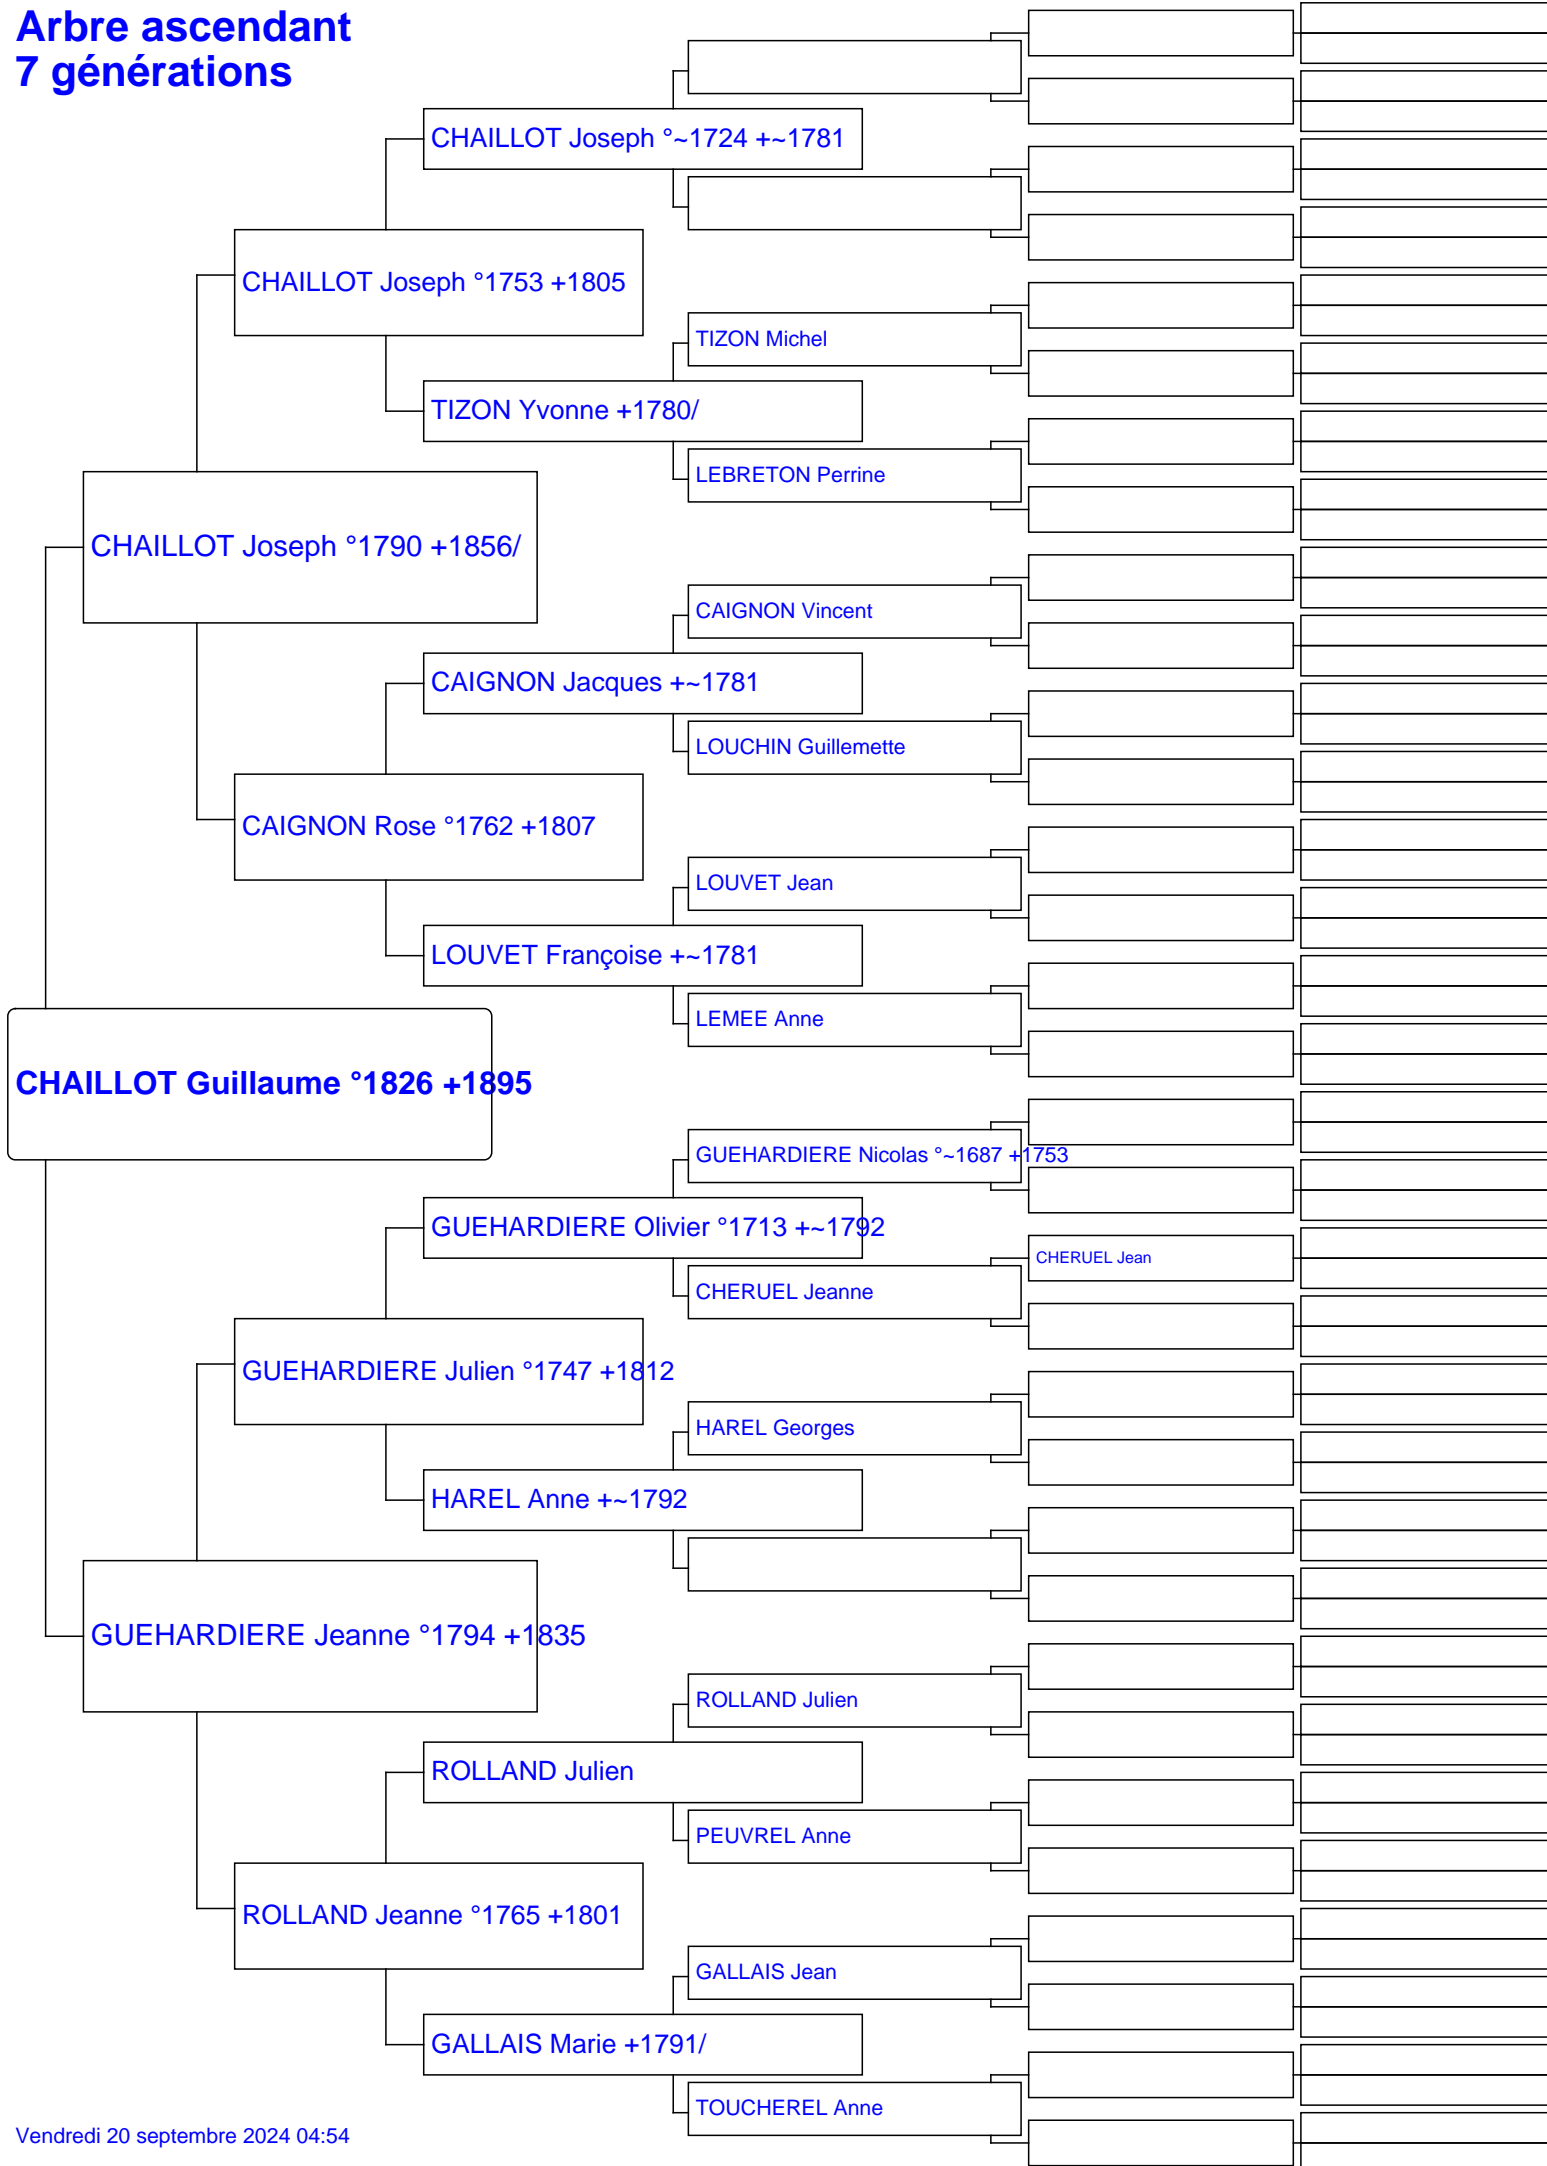 Arbre ascendant
7 générations
CHAILLOT Joseph °~1724 +~1781
CHAILLOT Joseph °1753 +1805
TIZON Michel
TIZON Yvonne +1780/
LEBRETON Perrine
CHAILLOT Joseph °1790 +1856/
CAIGNON Vincent
CAIGNON Jacques +~1781
LOUCHIN Guillemette
CAIGNON Rose °1762 +1807
LOUVET Jean
LOUVET Françoise +~1781
LEMEE Anne
CHAILLOT Guillaume °1826 +1895
GUEHARDIERE Nicolas °~1687 +1753
GUEHARDIERE Olivier °1713 +~1792
CHERUEL Jean
CHERUEL Jeanne
GUEHARDIERE Julien °1747 +1812
HAREL Georges
HAREL Anne +~1792
GUEHARDIERE Jeanne °1794 +1835
ROLLAND Julien
ROLLAND Julien
PEUVREL Anne
ROLLAND Jeanne °1765 +1801
GALLAIS Jean
GALLAIS Marie +1791/
TOUCHEREL Anne
Vendredi 20 septembre 2024 04:54